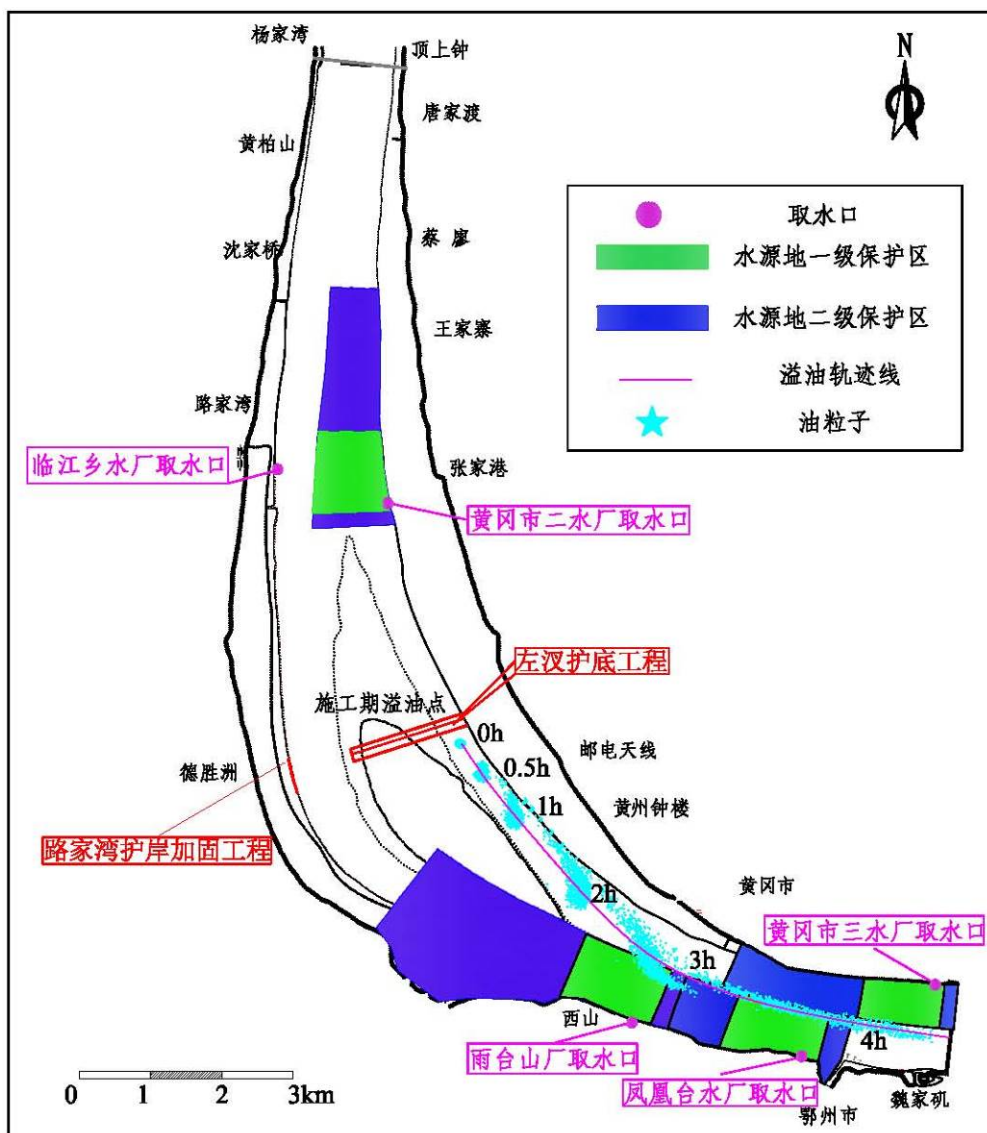 杨家湾
顶上钟
N
唐家渡
黄柏山
取水口
蔡廖
水源地一级保护区
沈家桥
水源地二级保护区
王家寨
溢油轨迹线
油粒子
路家湾
张家港
临江乡水厂取水口
黄冈市二水厂取水口
左汊护底工程
施工期溢油点
0h
邮电天线
0.5h
德胜洲
1h
黄州钟楼
路家湾护岸加固工程
2h
黄冈市
黄冈市三水厂取水口
3h
西山
4h
雨台山厂取水口
凤凰台水厂取水口
魏家矶
鄂州市
0 1 2 3km